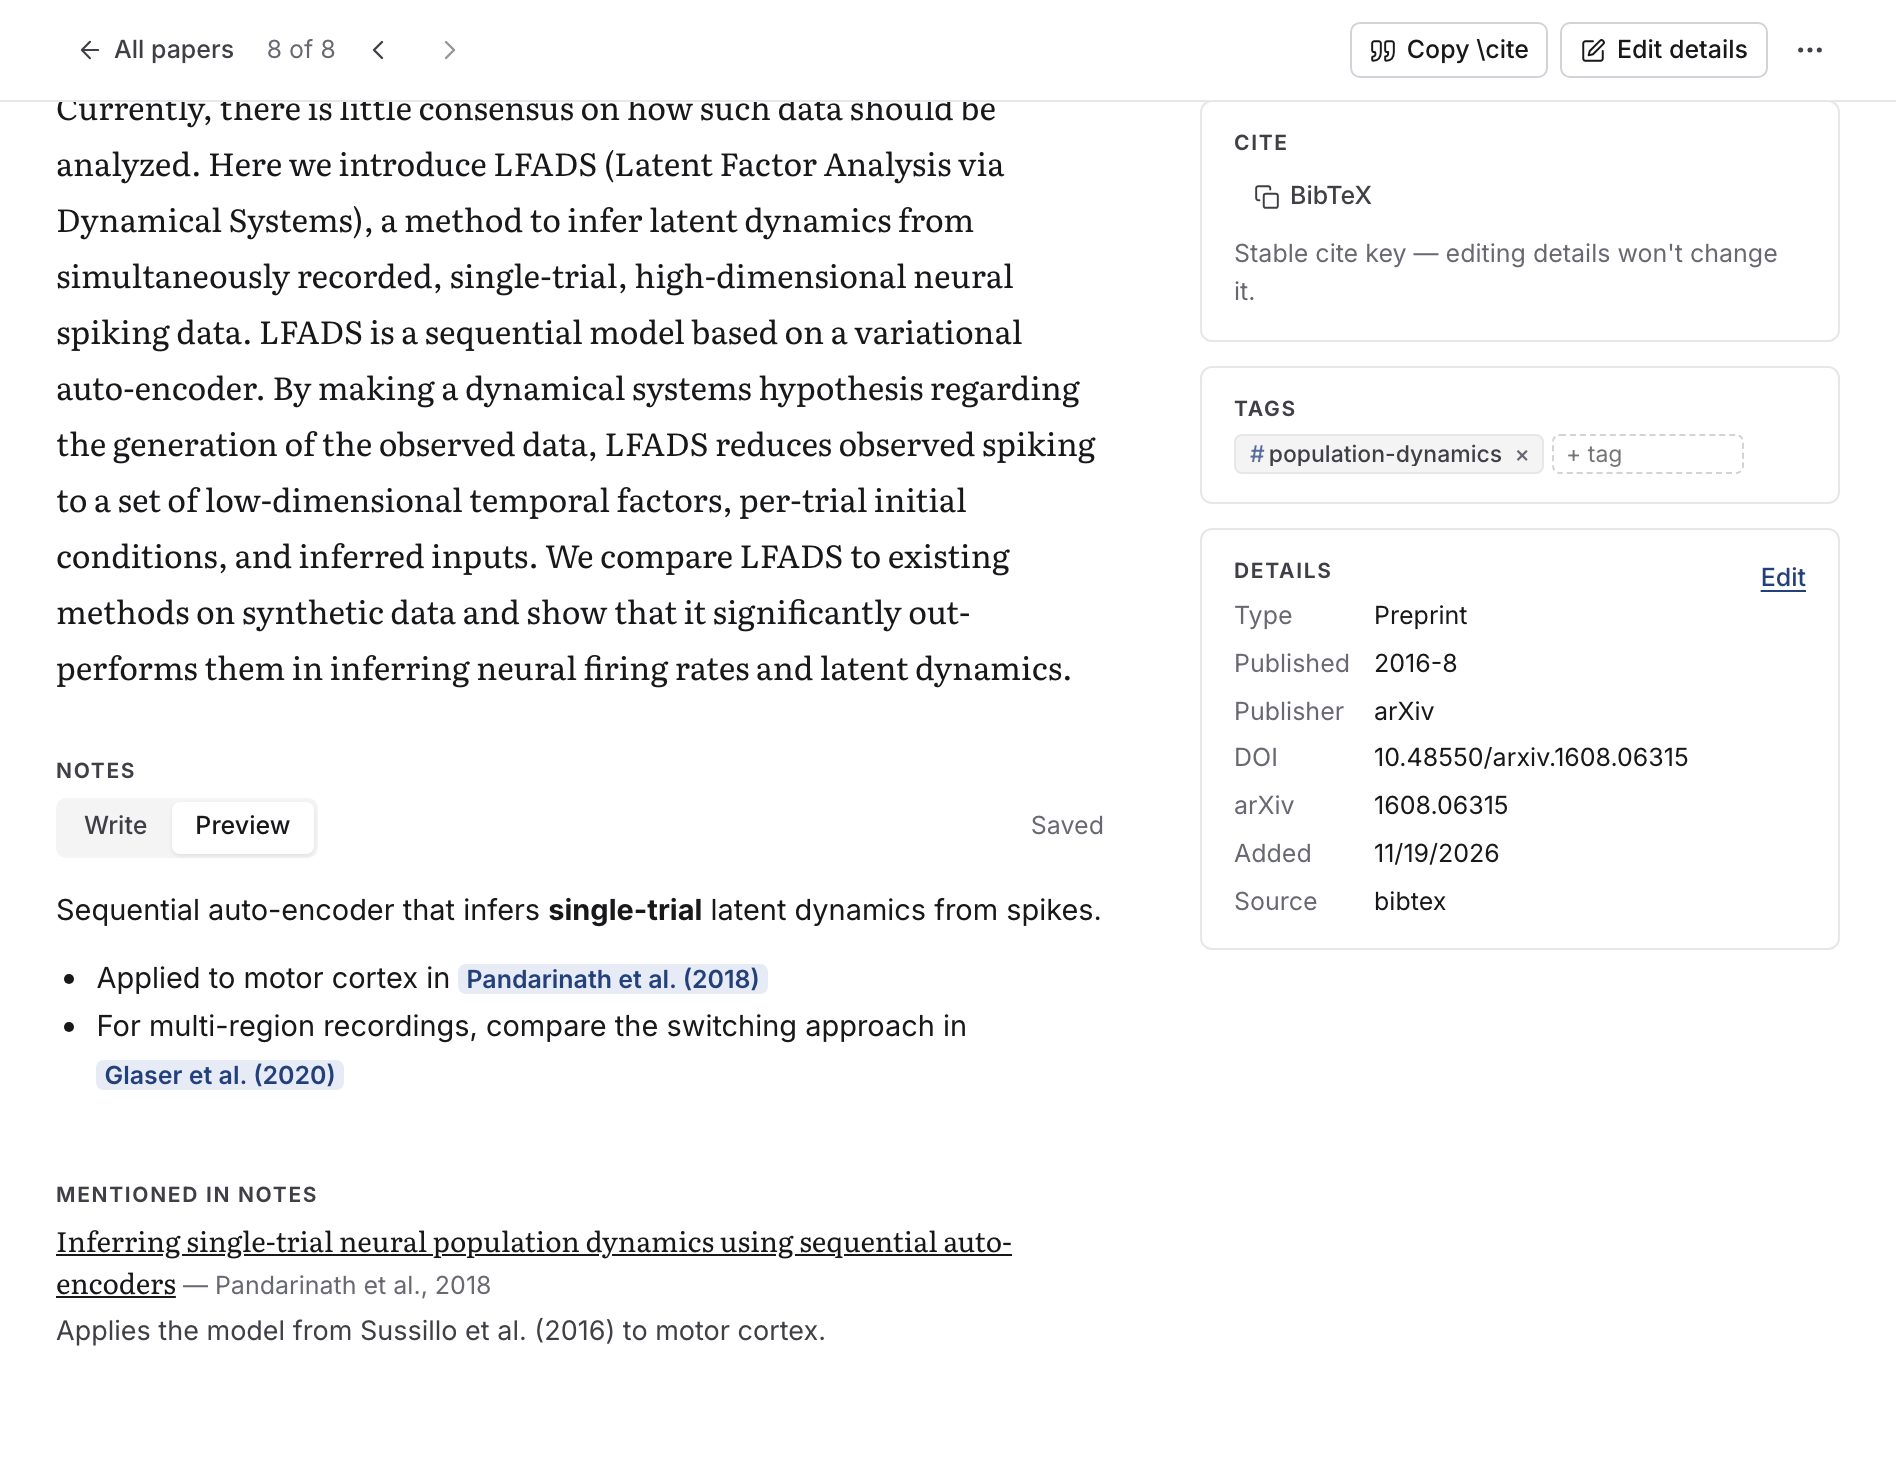 All papers 8 of 8
Copy \cite Edit details
Currently, there is little consensus on how such data should be
analyzed. Here we introduce LFADS (Latent Factor Analysis via
Dynamical Systems), a method to infer latent dynamics from
simultaneously recorded, single-trial, high-dimensional neural
spiking data. LFADS is a sequential model based on a variational
auto-encoder. By making a dynamical systems hypothesis regarding
the generation of the observed data, LFADS reduces observed spiking
to a set of low-dimensional temporal factors, per-trial initial
conditions, and inferred inputs. We compare LFADS to existing
methods on synthetic data and show that it significantly out-
performs them in inferring neural firing rates and latent dynamics.
NOTES
Write Preview Saved
Sequential auto-encoder that infers single-trial latent dynamics from spikes.
• Applied to motor cortex in Pandarinath et al. (2018)
• For multi-region recordings, compare the switching approach in
Glaser et al. (2020)
MENTIONED IN NOTES
Inferring single-trial neural population dynamics using sequential auto-
encoders — Pandarinath et al., 2018
Applies the model from Sussillo et al. (2016) to motor cortex.
CITE
BibTeX
Stable cite key — editing details won't change
it.
TAGS
#population-dynamics × + tag
DETAILS Edit
Type Preprint
Published 2016-8
Publisher arXiv
DOI 10.48550/arxiv.1608.06315
arXiv 1608.06315
Added 11/19/2026
Source bibtex